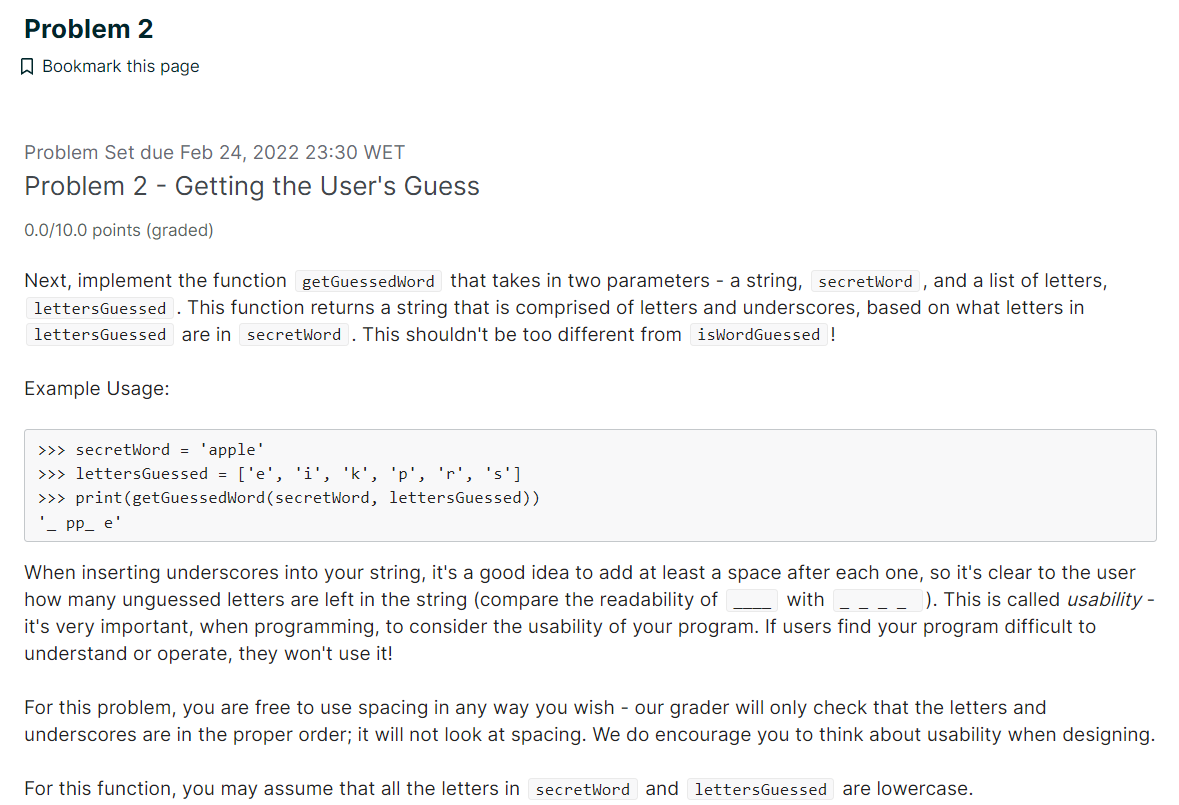 Problem 2
Bookmark this page
Problem Set due Feb 24, 2022 23:30 WET
Problem 2 - Getting the User's Guess
0.0/10.0 points (graded)
Next, implement the function getGuessedWord that takes in two parameters - a string, secretWord , and a list of letters,
lettersGuessed . This function returns a string that is comprised of letters and underscores, based on what letters in
lettersGuessed are in secretWord . This shouldn't be too different from isWordGuessed !
Example Usage:
>>> secretWord = 'apple'
>>> lettersGuessed = ['e', 'i', 'k', 'p', 'r', 's']
>>> print(getGuessedWord(secretWord, lettersGuessed))
'_ pp_ e'
When inserting underscores into your string, it's a good idea to add at least a space after each one, so it's clear to the user
how many unguessed letters are left in the string (compare the readability of ____ with _ _ _ _ ). This is called usability -
it's very important, when programming, to consider the usability of your program. If users find your program difficult to
understand or operate, they won't use it!
For this problem, you are free to use spacing in any way you wish - our grader will only check that the letters and
underscores are in the proper order; it will not look at spacing. We do encourage you to think about usability when designing.
For this function, you may assume that all the letters in secretWord and lettersGuessed are lowercase.